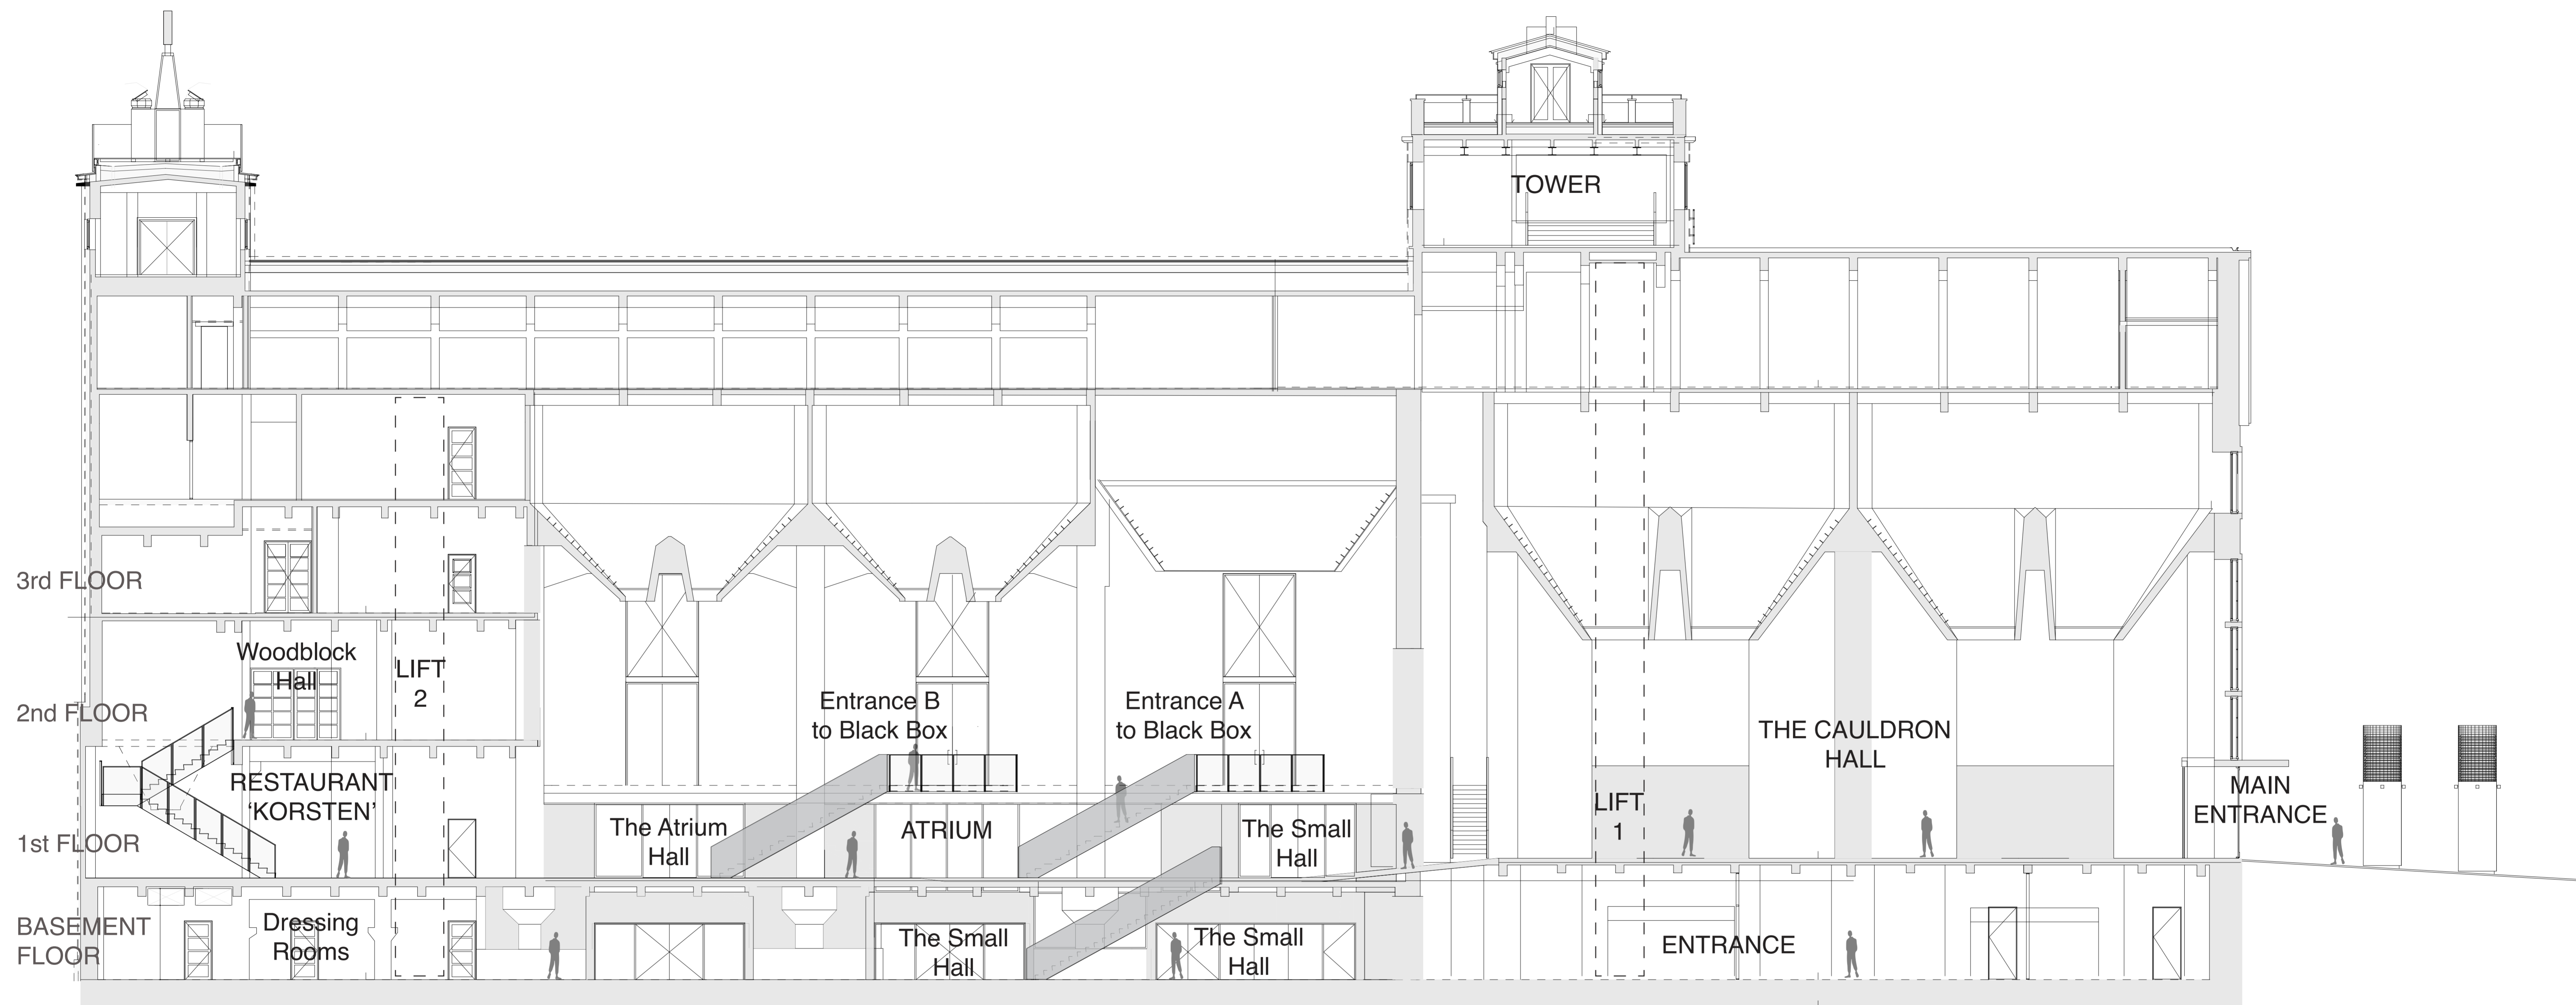 TOWER
3rd FLOOR
Woodblock
Hall
LIFT
2
2nd FLOOR
Entrance B
to Black Box
Entrance A
to Black Box
THE CAULDRON
HALL
RESTAURANT
‘KORSTEN’
MAIN
ENTRANCE
LIFT
1
1st FLOOR
The Atrium
Hall
ATRIUM
The Small
Hall
BASEMENT
FLOOR
Dressing
Rooms
The Small
Hall
The Small
Hall
ENTRANCE